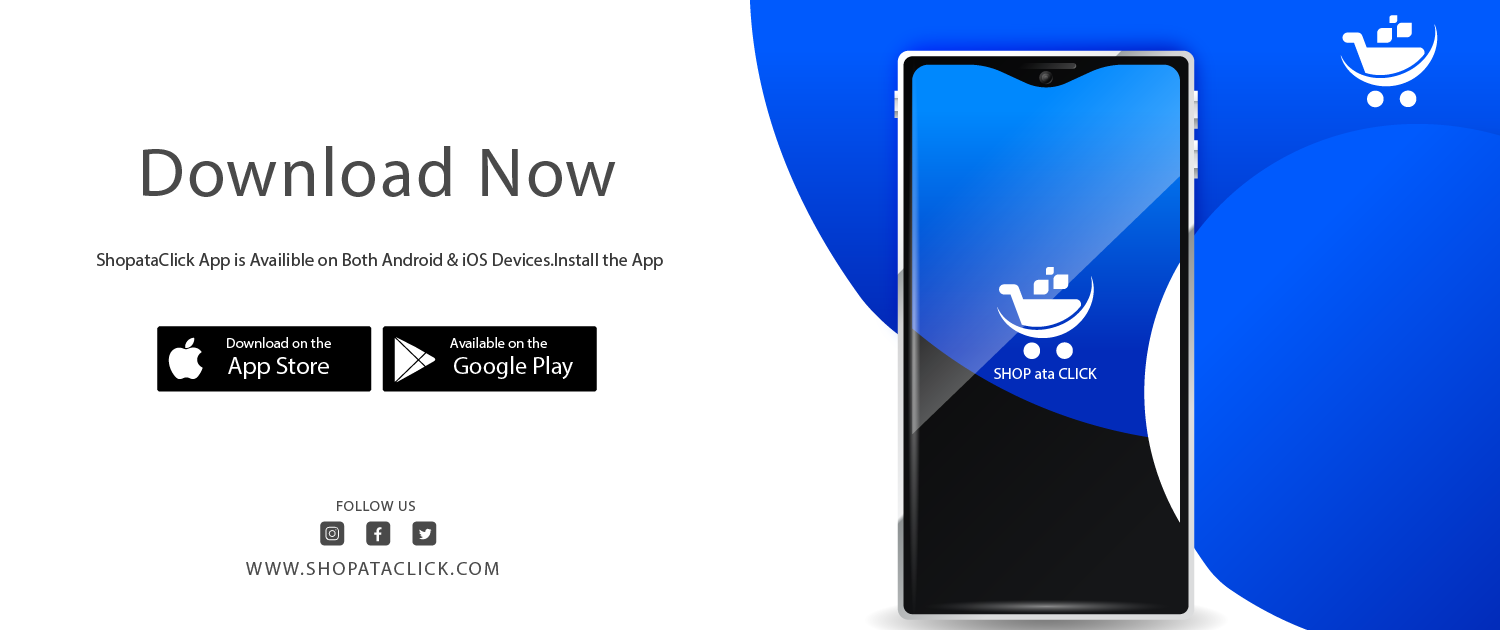 Download Now
ShopataClick App is Availible on Both Android & iOS Devices.Install the App
Download on the
App Store
Available on the
Google Play
FOLLOW US
WWW.SHOPATACLICK.COM
SHOP ata CLICK